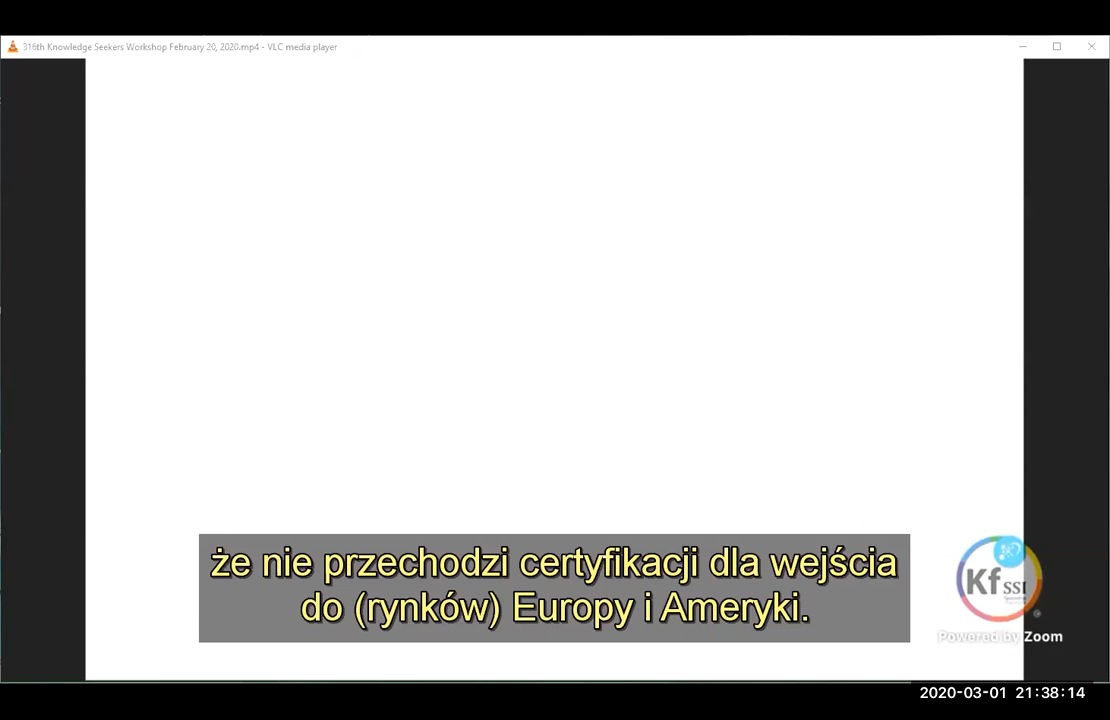 316th Knowledge Seekers Workshop February 20, 2020.mp4 - VLC media player
że nie przechodzi certyfikacji dla wejścia
do (rynków) Europy i Ameryki.
Kf SSI
Powered by Zoom
2020-03-01 21:38:14